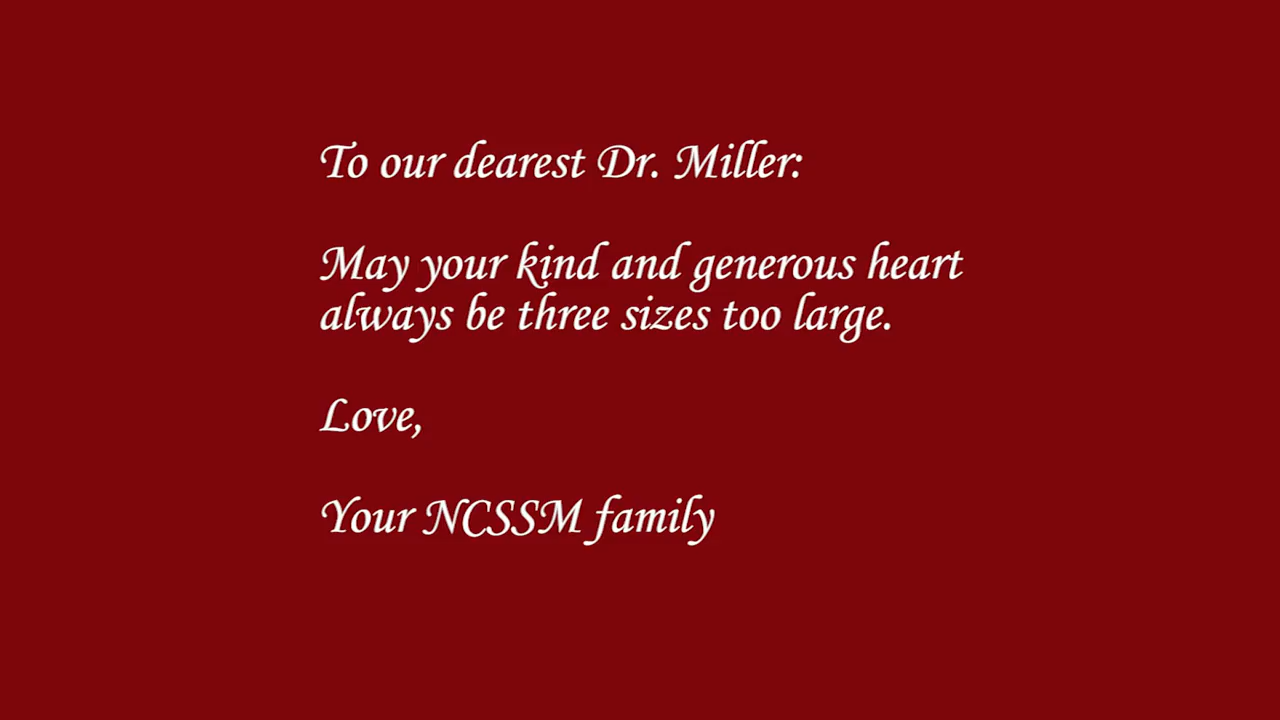 To our dearest Dr. Miller:
May your kind and generous heart
always be three sizes too large.
Love,
Your NCSSM family